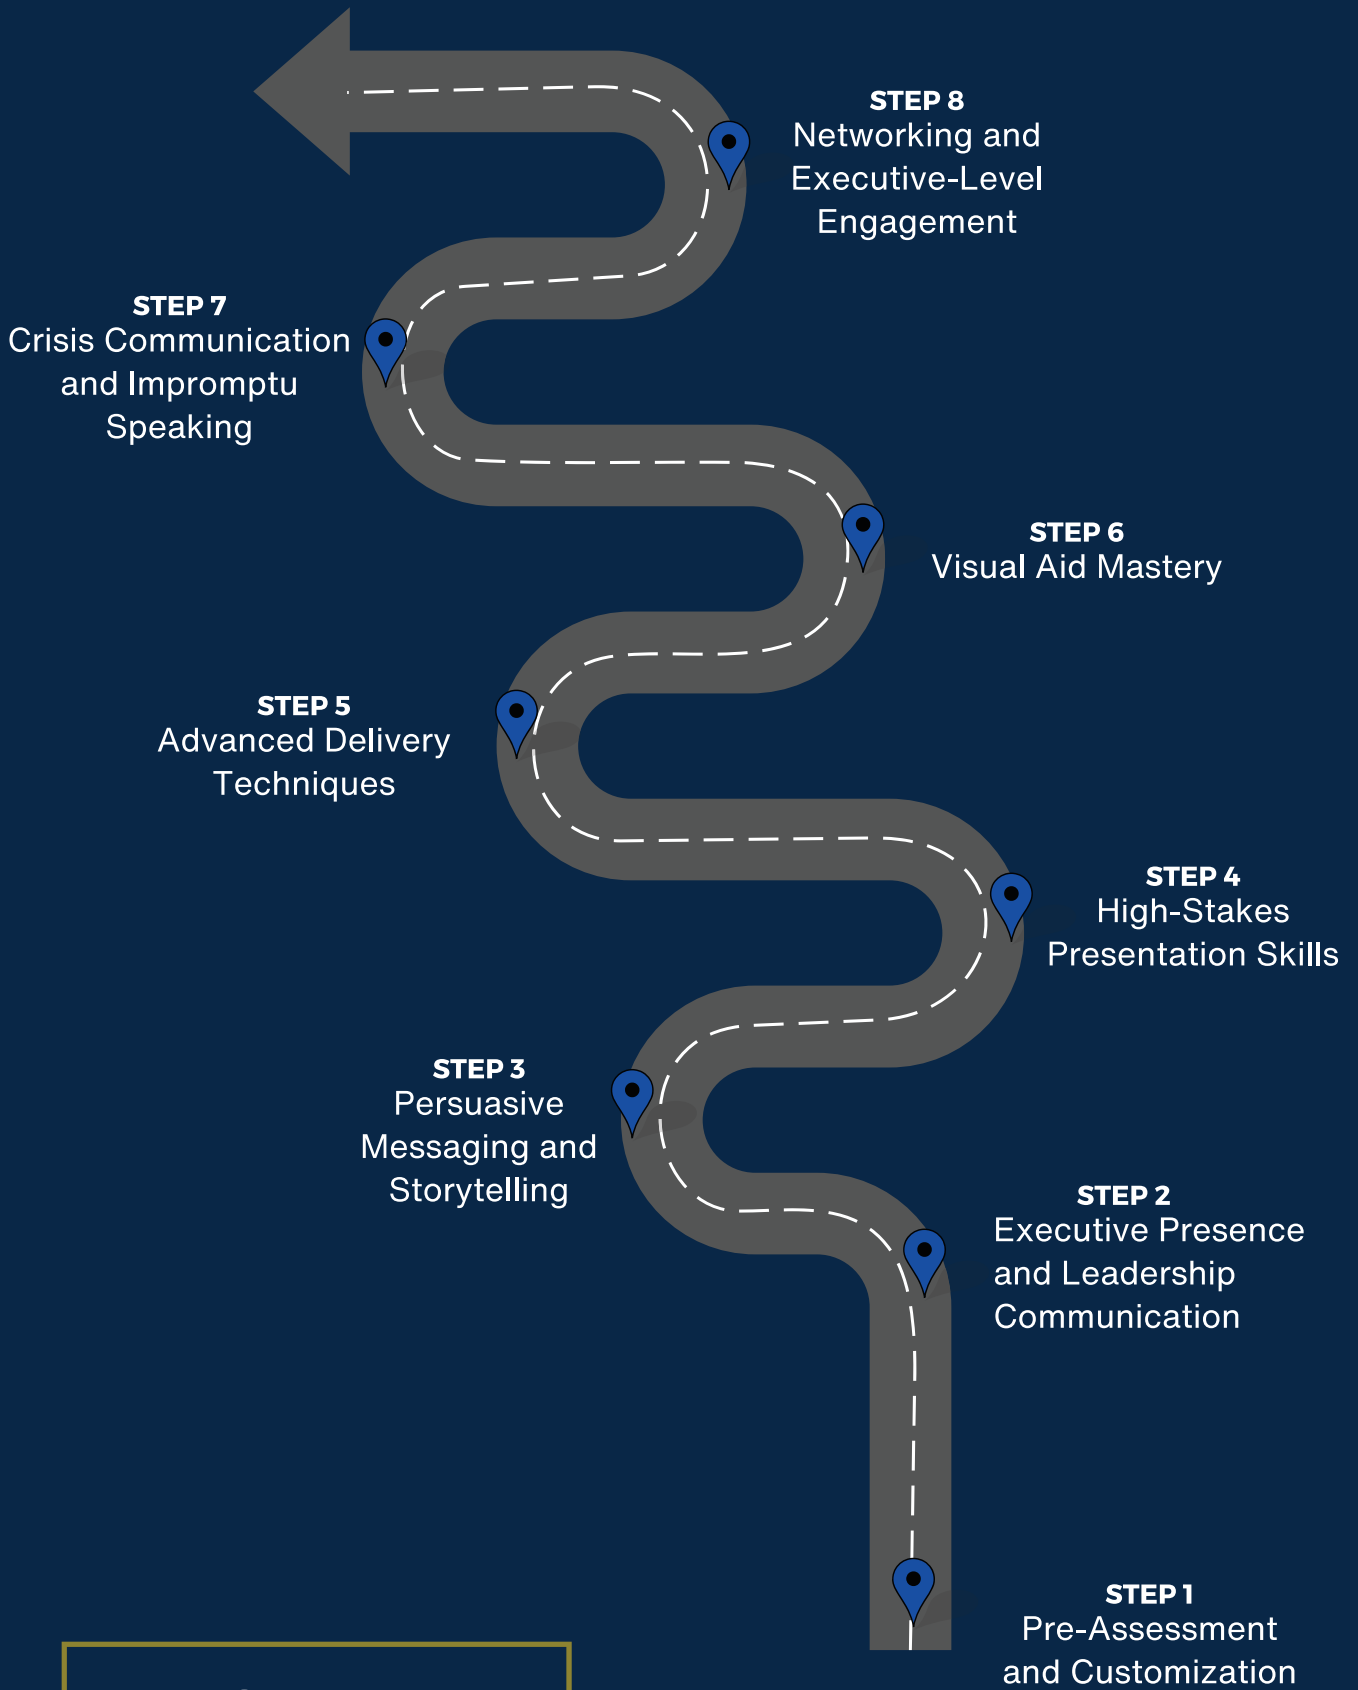 STEP 8
Networking and
Executive-Level
Engagement
STEP 7
Crisis Communication
and Impromptu
Speaking
STEP 6
Visual Aid Mastery
STEP 5
Advanced Delivery
Techniques
STEP 4
High-Stakes
Presentation Skills
STEP 3
Persuasive
Messaging and
Storytelling
STEP 2
Executive Presence
and Leadership
Communication
STEP 1
Pre-Assessment
and Customization